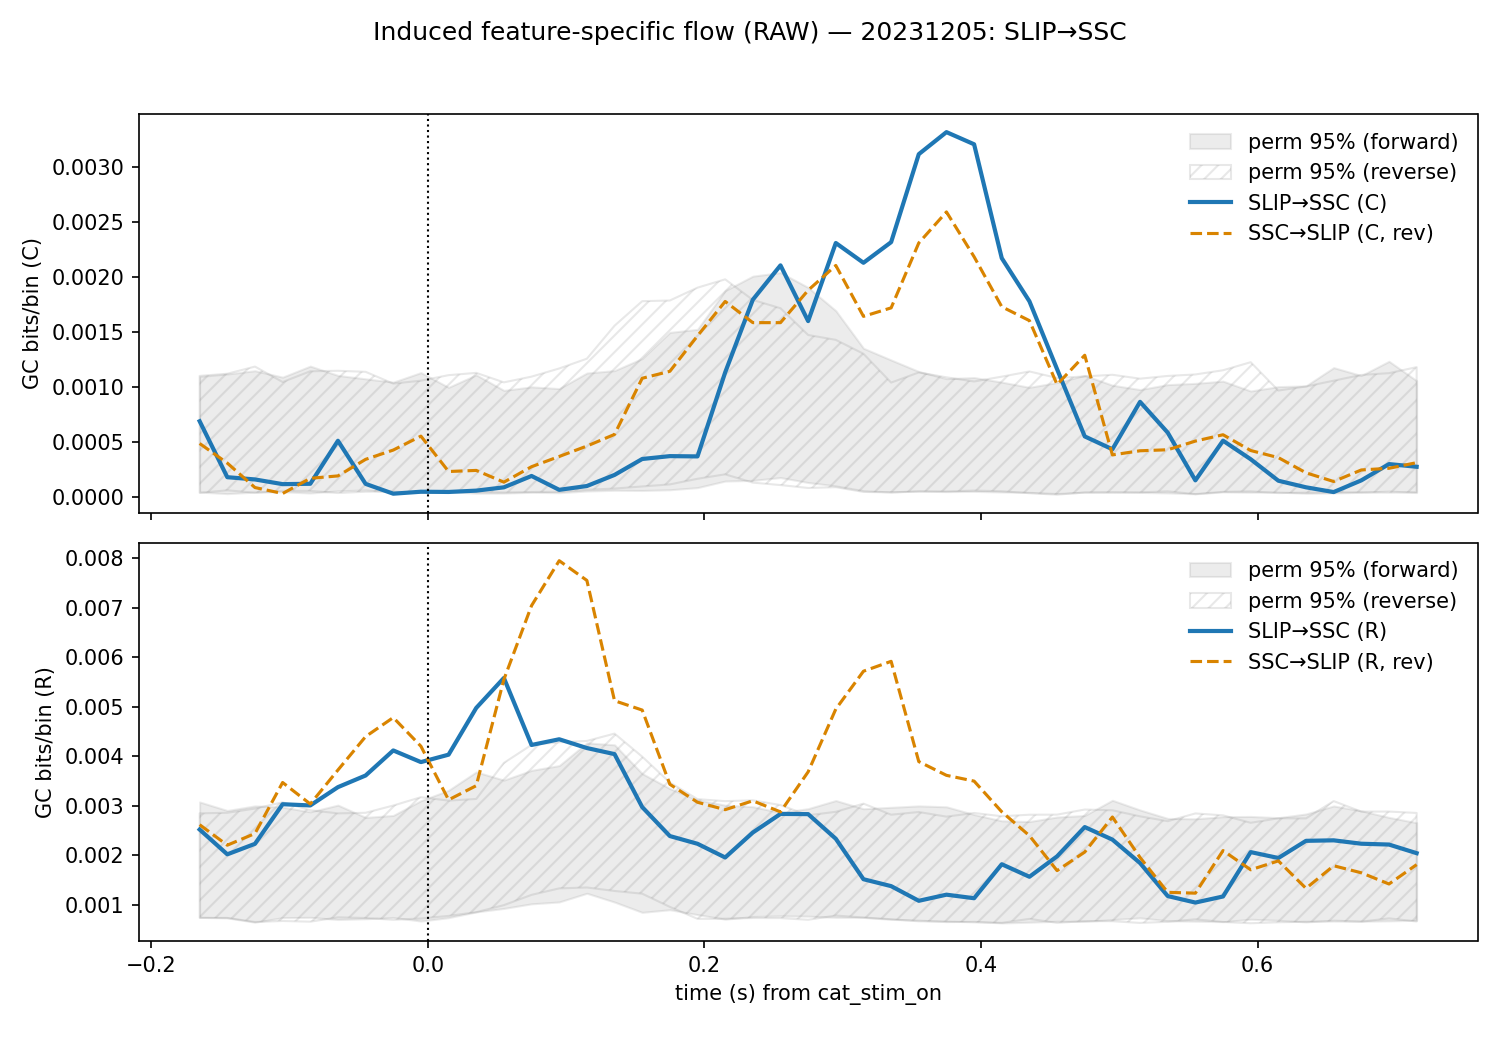 Induced feature-specific flow (RAW) — 20231205: SLIP→SSC
GC bits/bin (C)
0.0030
0.0025
0.0020
0.0015
0.0010
0.0005
0.0000
perm 95% (forward)
perm 95% (reverse)
SLIP→SSC (C)
SSC→SLIP (C, rev)
GC bits/bin (R)
0.008
0.007
0.006
0.005
0.004
0.003
0.002
0.001
perm 95% (forward)
perm 95% (reverse)
SLIP→SSC (R)
SSC→SLIP (R, rev)
−0.2 0.0 0.2 0.4 0.6
time (s) from cat_stim_on